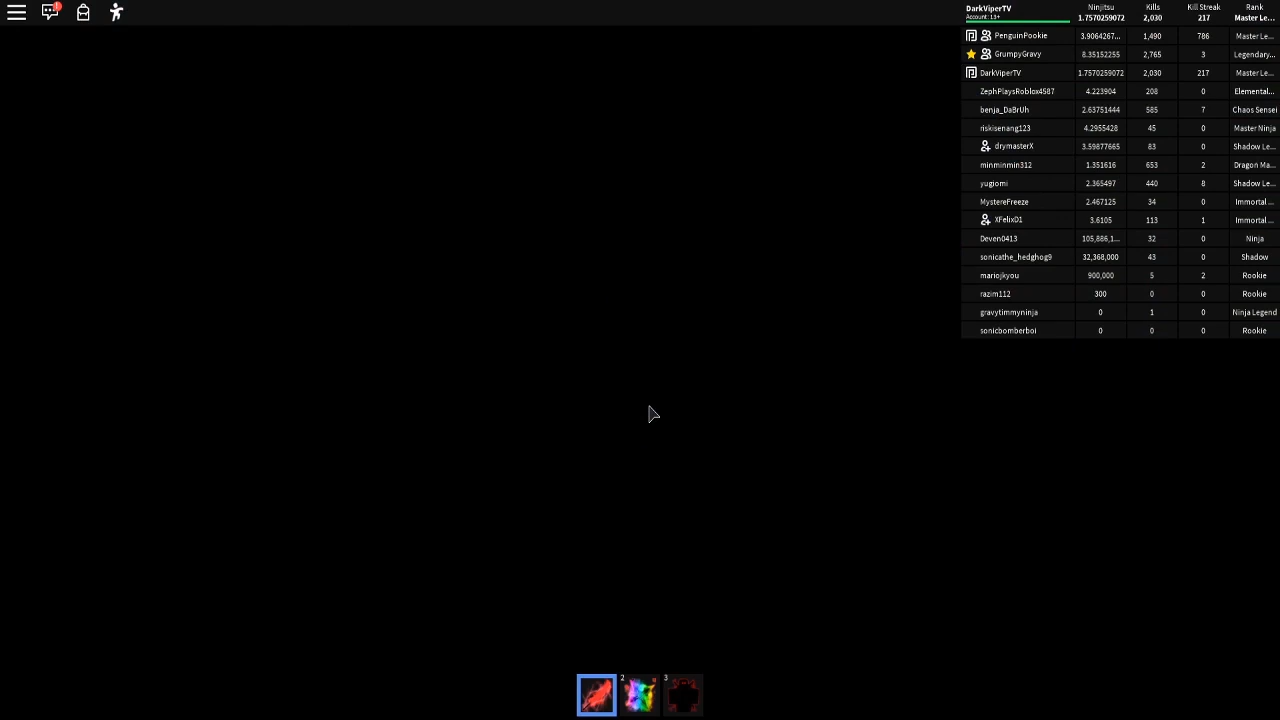 1
DarkViperTV Ninjitsu Kills Kill Streak Rank
Account: 13+ 1.7570259072 2,030 217 Master Le...
PenguinPookie 3.9064267... 1,490 786 Master Le...
GrumpyGravy 8.35152255 2,765 3 Legendary...
DarkViperTV 1.7570259072 2,030 217 Master Le...
ZephPlaysRoblox4587 4.223904 208 0 Elemental...
benja_DaBrUh 2.63751444 585 7 Chaos Sensei
riskisenang123 4.2955428 45 0 Master Ninja
drymasterX 3.59877665 83 0 Shadow Le...
minminmin312 1.351616 653 2 Dragon Ma...
yugiomi 2.365497 440 8 Shadow Le...
MystereFreeze 2.467125 34 0 Immortal...
XFelixD1 3.6105 113 1 Immortal...
Deven0413 105,886,1... 32 0 Ninja
sonicathe_hedghog9 32,368,000 43 0 Shadow
mariojkyou 900,000 5 2 Rookie
razim112 300 0 0 Rookie
gravytimmyninja 0 1 0 Ninja Legend
sonicbomberboi 0 0 0 Rookie
2 3